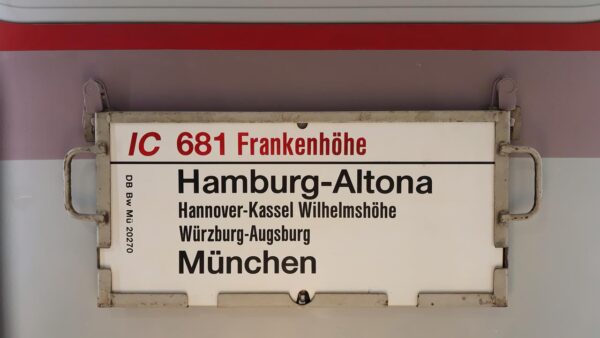 IC 681 Frankenhöhe
Hamburg-Altona
Hannover-Kassel Wilhelmshöhe
Würzburg-Augsburg
München
DB Bw Mü 20270